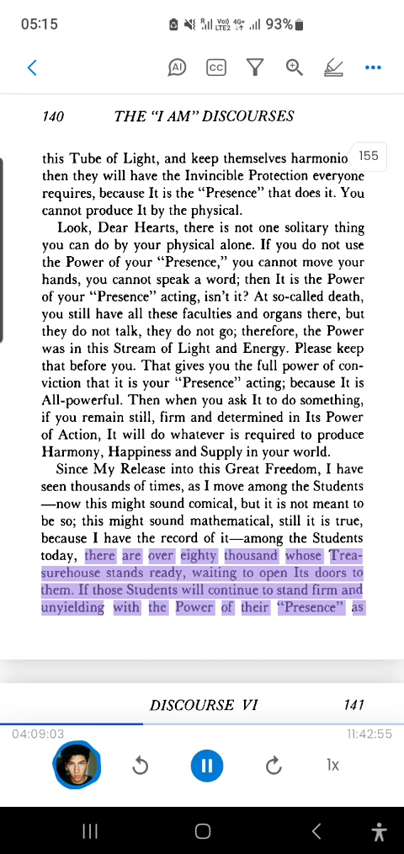 05:15
R Vo)) LTE2 4G+ 93%
AI CC
140 THE “I AM” DISCOURSES
155
this Tube of Light, and keep themselves harmonio
then they will have the Invincible Protection everyone
requires, because It is the “Presence” that does it. You
cannot produce It by the physical.
Look, Dear Hearts, there is not one solitary thing
you can do by your physical alone. If you do not use
the Power of your “Presence,” you cannot move your
hands, you cannot speak a word; then It is the Power
of your “Presence” acting, isn’t it? At so-called death,
you still have all these faculties and organs there, but
they do not talk, they do not go; therefore, the Power
was in this Stream of Light and Energy. Please keep
that before you. That gives you the full power of con-
viction that it is your “Presence” acting; because It is
All-powerful. Then when you ask It to do something,
if you remain still, firm and determined in Its Power
of Action, It will do whatever is required to produce
Harmony, Happiness and Supply in your world.
Since My Release into this Great Freedom, I have
seen thousands of times, as I move among the Students
—now this might sound comical, but it is not meant to
be so; this might sound mathematical, still it is true,
because I have the record of it—among the Students
today, there are over eighty thousand whose Trea-
surehouse stands ready, waiting to open Its doors to
them. If those Students will continue to stand firm and
unyielding with the Power of their “Presence” as
DISCOURSE VI 141
04:09:03 11:42:55
1x